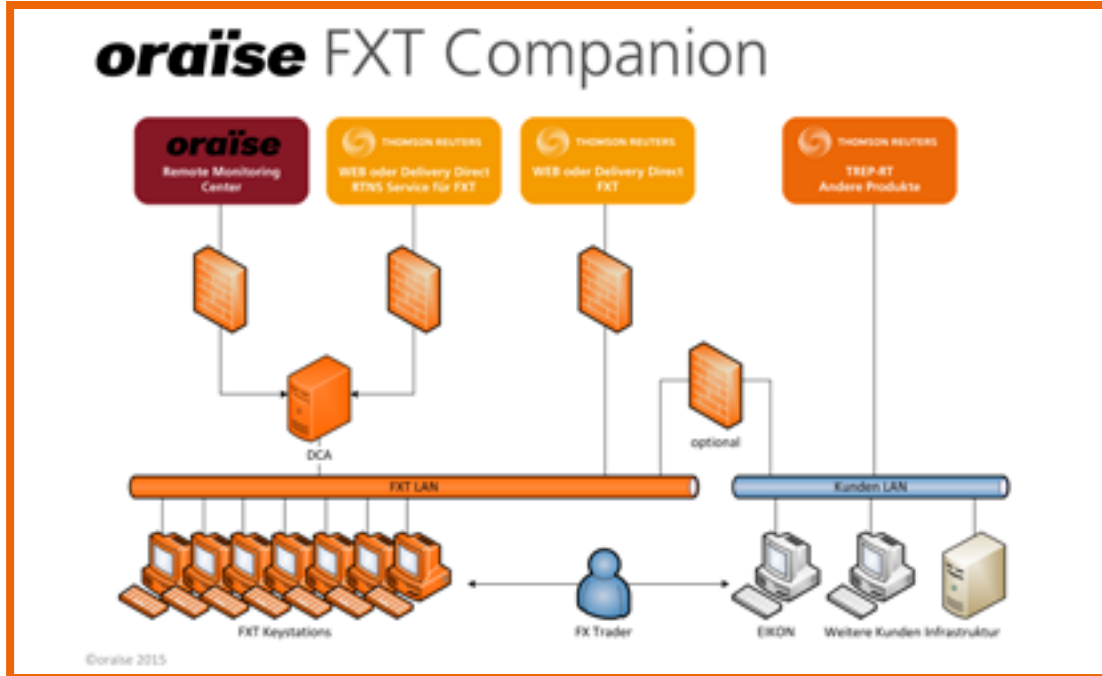 oraïse FXT Companion
oraïse
Remote Monitoring
Center
THOMSON REUTERS
WEB oder Delivery Direct
RTNS Service für FXT
THOMSON REUTERS
WEB oder Delivery Direct
FXT
THOMSON REUTERS
TREP-RT
Andere Produkte
optional
DCA
FXT LAN
Kunden LAN
FXT Keystations
FX Trader
EIKON
Weitere Kunden Infrastruktur
©oraïse 2015